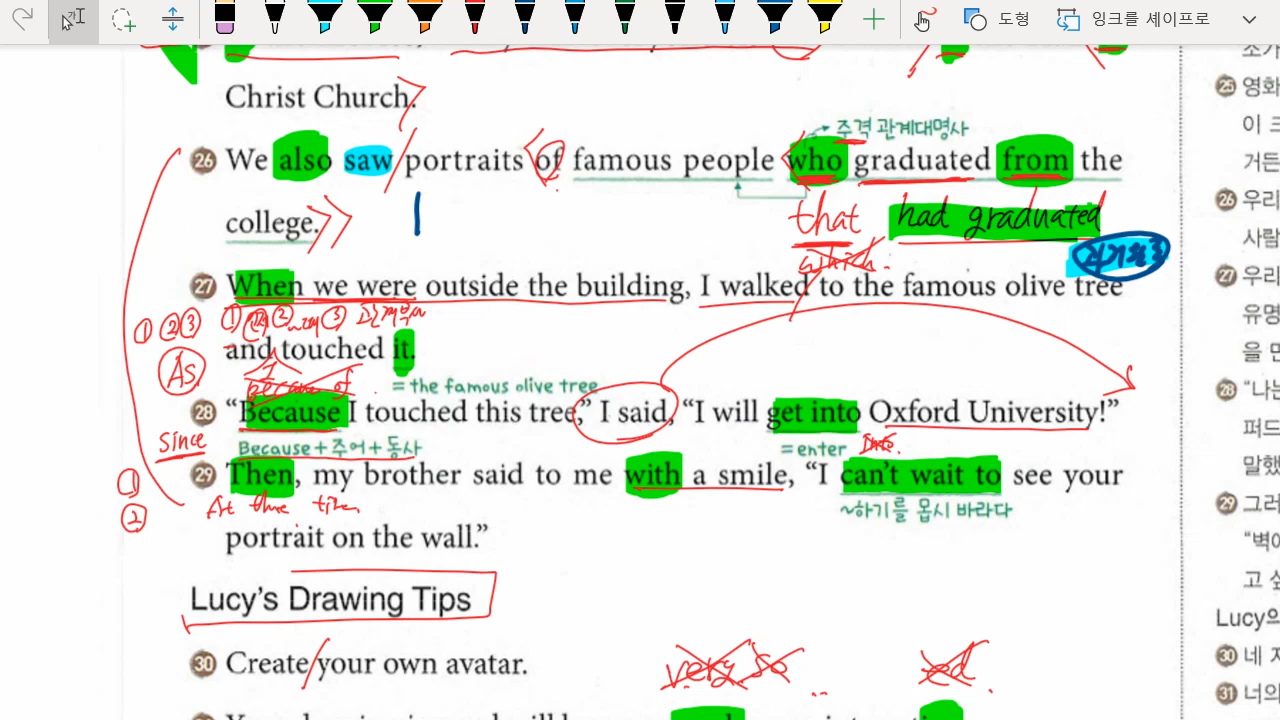 도형 잉크를 셰이프로
Christ Church.
주격 관계대명사
26 We also saw portraits of famous people who graduated from the
college.
that had graduated
which
27 When we were outside the building, I walked to the famous olive tree
① ② ③
and touched it.
As
I
because of
= the famous olive tree
28 “Because I touched this tree,” I said, “I will get into Oxford University!”
Since
Because + 주어 + 동사
= enter
29 Then, my brother said to me with a smile, “I can’t wait to see your
①
②
~하기를 몹시 바라다
portrait on the wall.”
Lucy’s Drawing Tips
very so
ed
30 Create your own avatar.
25 영화
이 크
거든
26 우리
사람
27 우리
유명
을 만
28 “나는
퍼드
말했
29 그러
“벽에
고 싶
Lucy의
30 네 자
31 너의